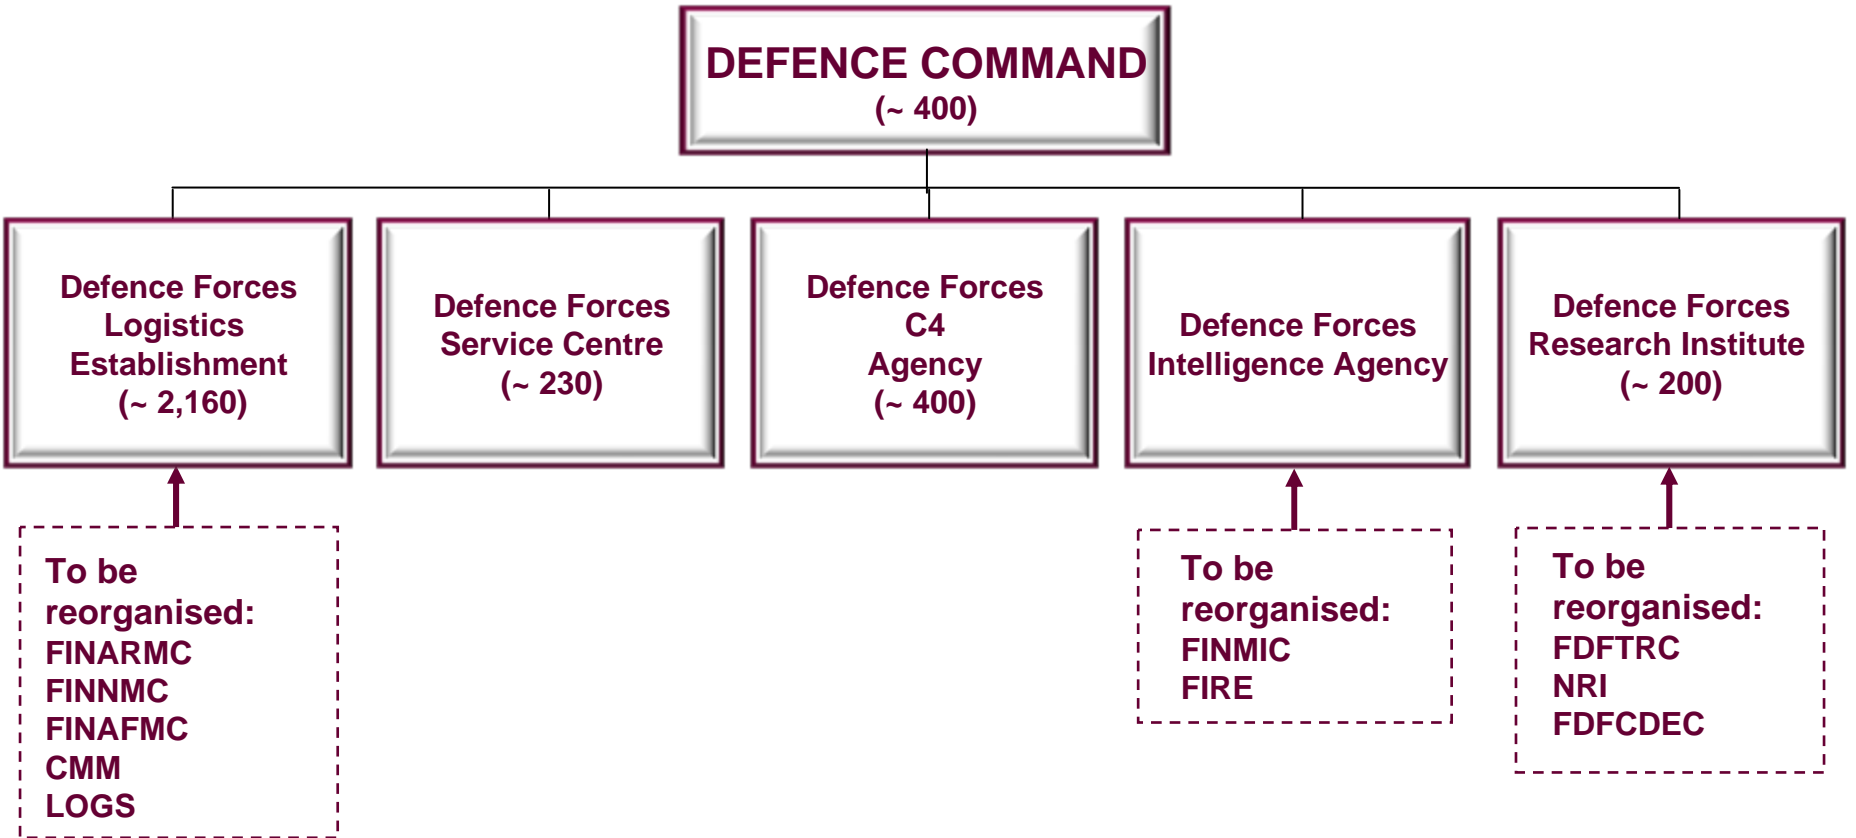 DEFENCE COMMAND
(~ 400)
Defence Forces
Logistics
Establishment
(~ 2,160)
Defence Forces
Service Centre
(~ 230)
Defence Forces
C4
Agency
(~ 400)
Defence Forces
Intelligence Agency
Defence Forces
Research Institute
(~ 200)
To be
reorganised:
FINARMC
FINNMC
FINAFMC
CMM
LOGS
To be
reorganised:
FINMIC
FIRE
To be
reorganised:
FDFTRC
NRI
FDFCDEC